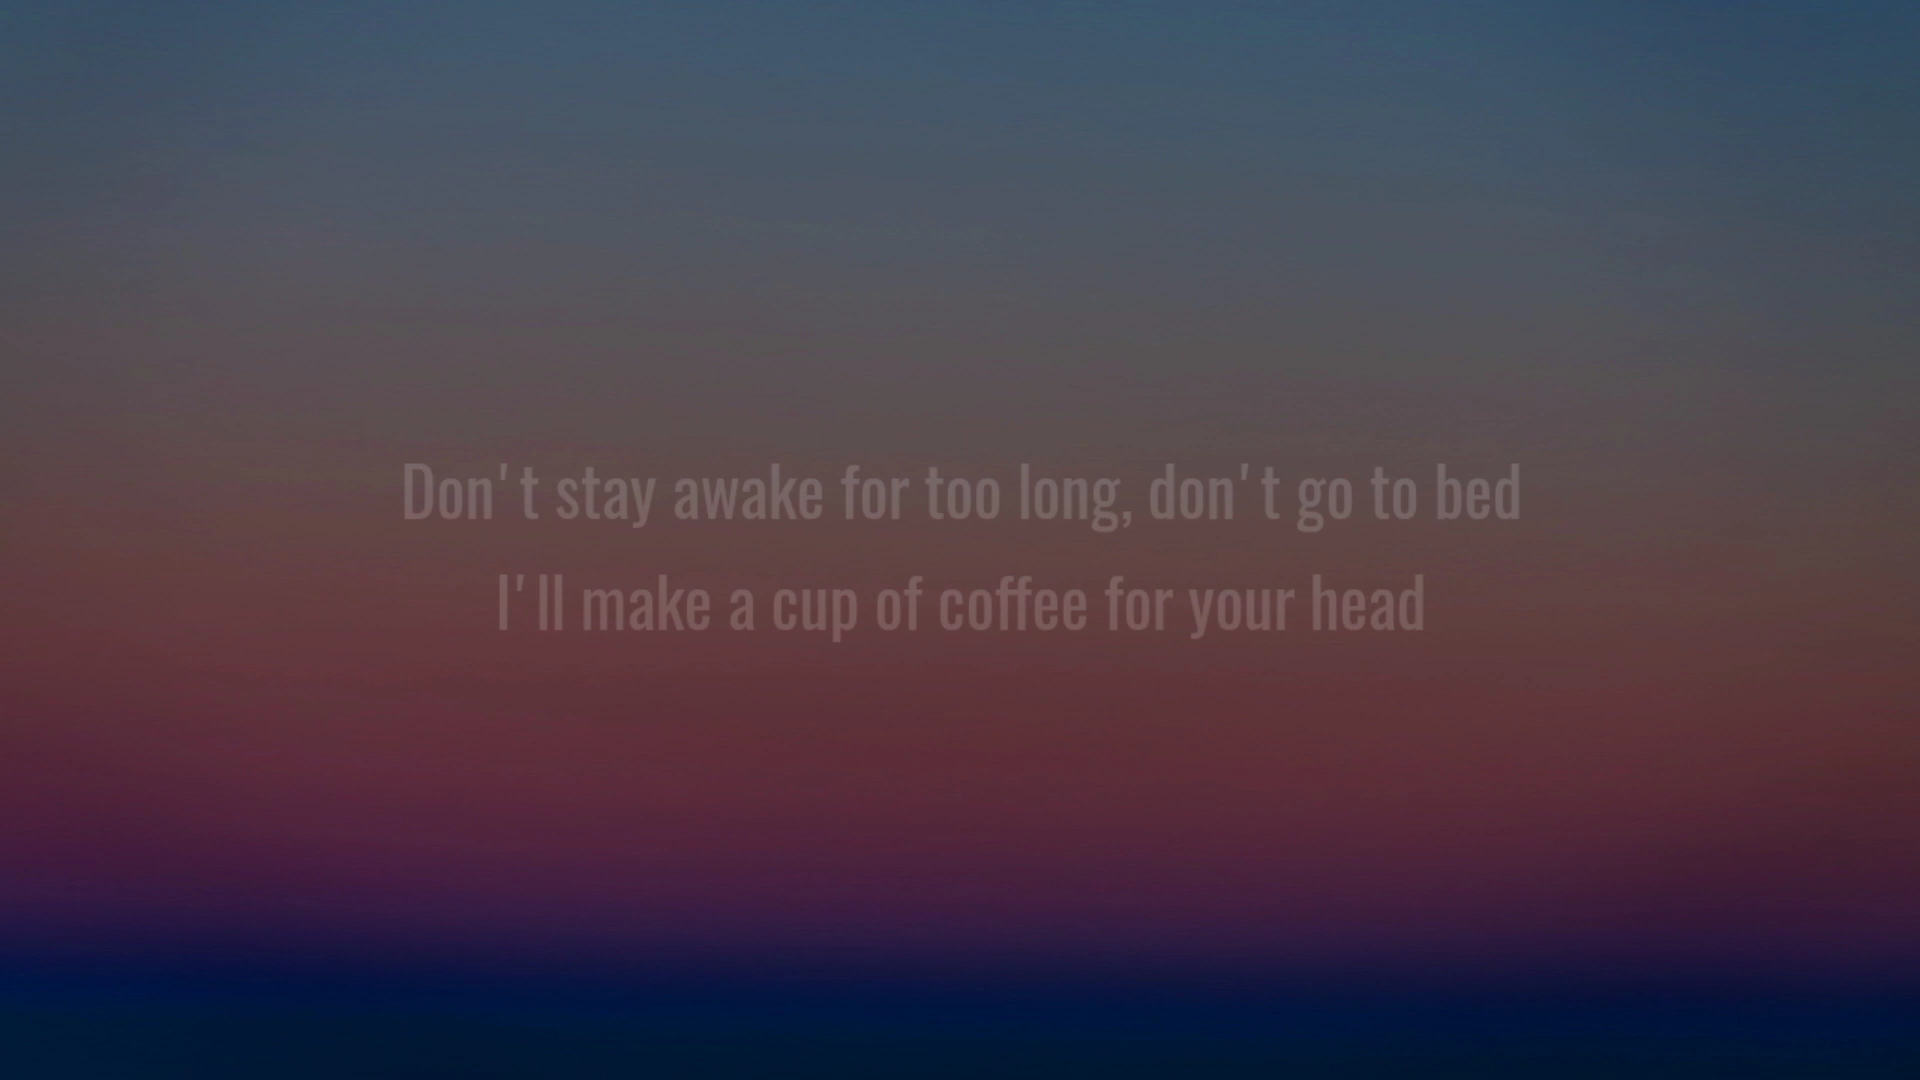 Don't stay awake for too long, don't go to bed
I'll make a cup of coffee for your head